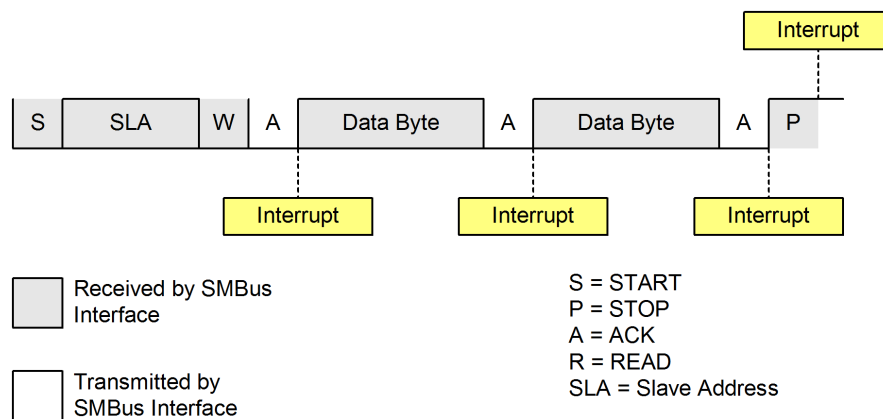 Interrupt
S SLA W A Data Byte A Data Byte A P
Interrupt Interrupt Interrupt
Received by SMBus
Interface
Transmitted by
SMBus Interface
S = START
P = STOP
A = ACK
R = READ
SLA = Slave Address